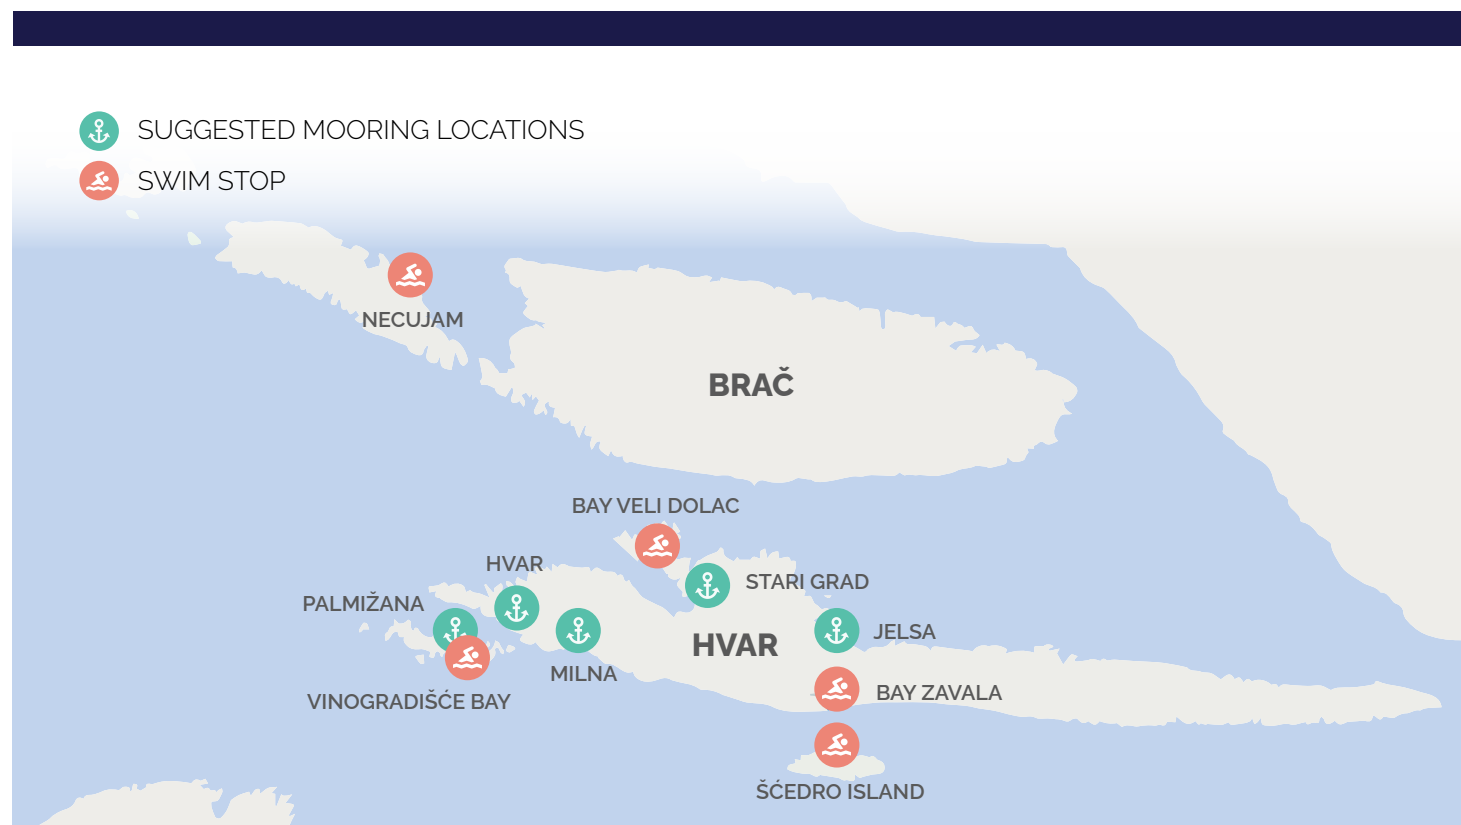 SUGGESTED MOORING LOCATIONS
SWIM STOP
NECUJAM
BRAČ
BAY VELI DOLAC
HVAR
STARI GRAD
PALMIŽANA
JELSA
HVAR
MILNA
BAY ZAVALA
VINOGRADIŠĆE BAY
ŠĆEDRO ISLAND